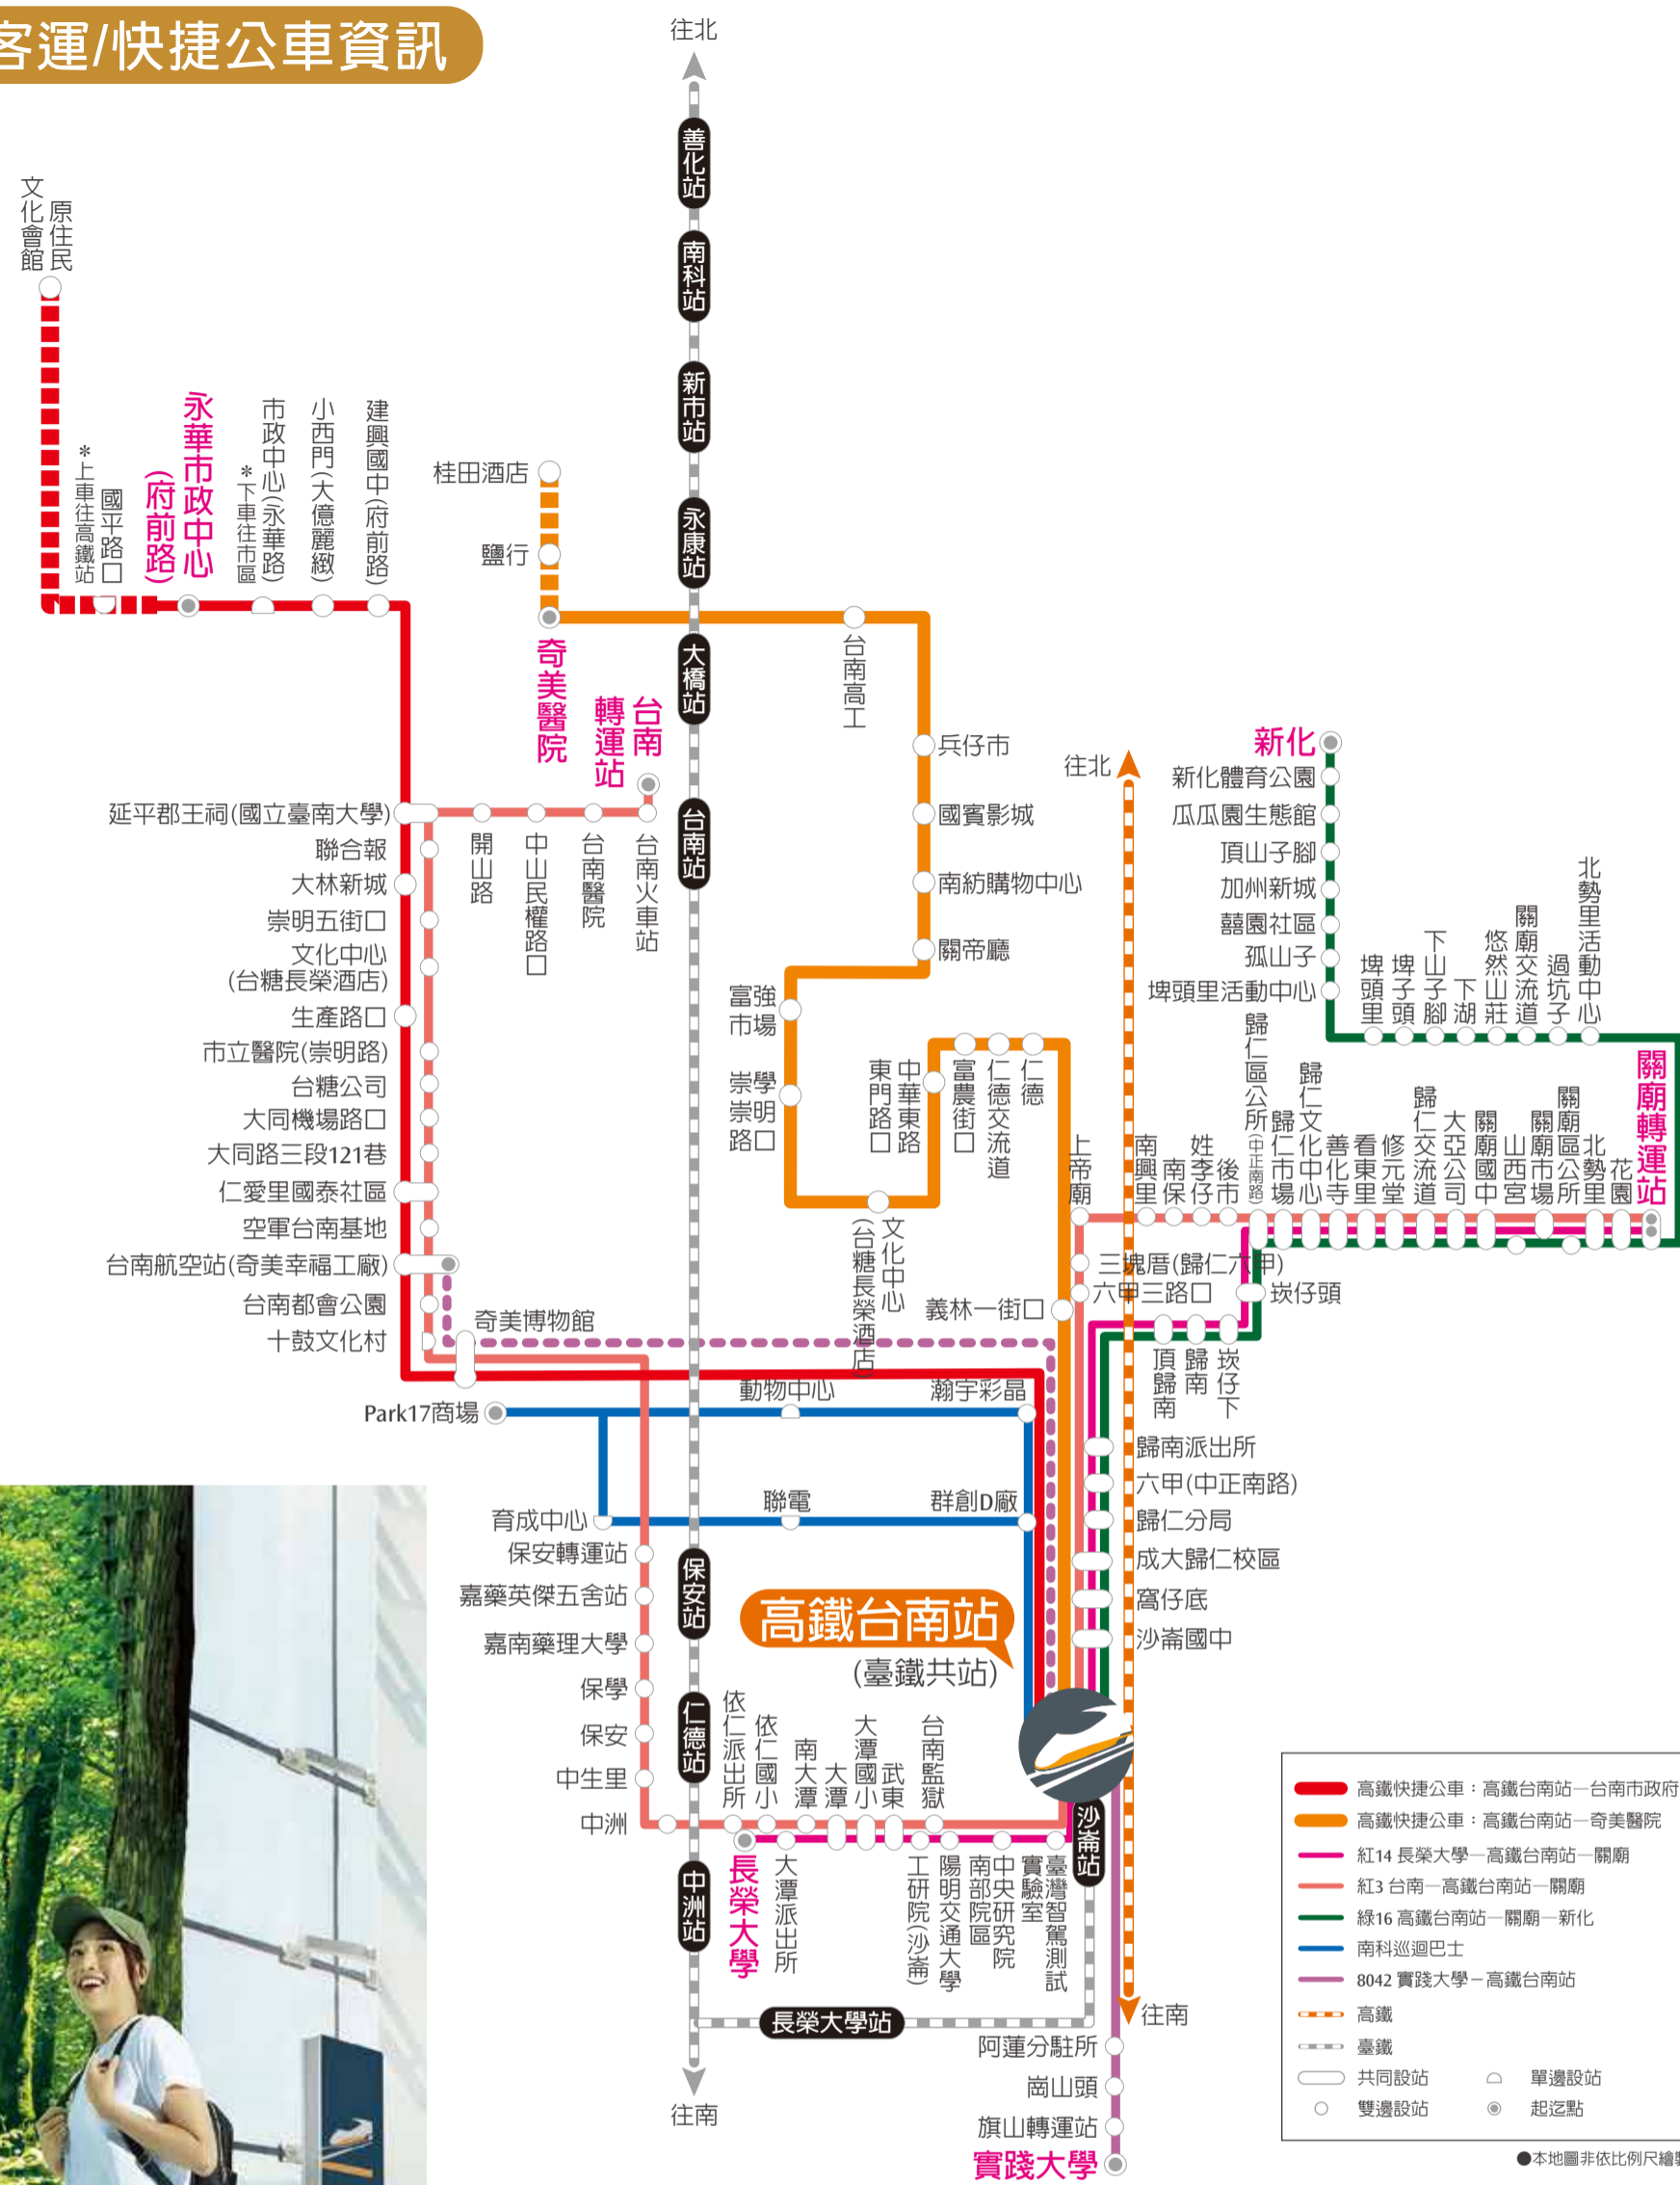 客運/快捷公車資訊
往北
善化站
南科站
新市站
永康站
大橋站
台南站
保安站
仁德站
中洲站
往南
長榮大學站
沙崙站
原住民
文化會館
國平路口
*上車往高鐵站
永華市政中心
(府前路)
市政中心(永華路)
*下車往市區
小西門(大億麗緻)
建興國中(府前路)
桂田酒店
鹽行
奇美醫院
台南高工
兵仔市
國賓影城
南紡購物中心
關帝廳
富強
市場
崇學
崇明
路口
文化中心
(台糖長榮酒店)
中華東路
東門路口
富農街口
仁德交流道
仁德
義林一街口
台南
轉運站
台南火車站
台南醫院
中山民權路口
開山路
延平郡王祠(國立臺南大學)
聯合報
大林新城
崇明五街口
文化中心
(台糖長榮酒店)
生產路口
市立醫院(崇明路)
台糖公司
大同機場路口
大同路三段121巷
仁愛里國泰社區
空軍台南基地
台南航空站(奇美幸福工廠)
台南都會公園
十鼓文化村
奇美博物館
Park17商場
動物中心
瀚宇彩晶
育成中心
聯電
群創D廠
保安轉運站
嘉藥英傑五舍站
嘉南藥理大學
保學
保安
中生里
中洲
依仁派出所
依仁國小
南大潭
大潭
大潭國小
武東
台南監獄
長榮大學
大潭派出所
工研院(沙崙)
陽明交通大學
中央研究院
南部院區
臺灣智駕測試
實驗室
高鐵台南站
(臺鐵共站)
往北
往南
新化
新化體育公園
瓜瓜園生態館
頂山子腳
加州新城
囍園社區
孤山子
埤頭里活動中心
埤頭里
埤子頭
下山子腳
下湖
悠然山莊
關廟交流道
過坑子
北勢里活動中心
關廟轉運站
上帝廟
南興里
南保
姓李仔
後市
歸仁區公所(中正南路)
歸仁市場
歸仁文化中心
善化寺
看東里
修元堂
歸仁交流道
大亞公司
關廟國中
山西宮
關廟市場
關廟區公所
北勢里
花園
三塊厝(歸仁六甲)
六甲三路口
崁仔頭
頂歸南
歸南
崁仔下
歸南派出所
六甲(中正南路)
歸仁分局
成大歸仁校區
窩仔底
沙崙國中
阿蓮分駐所
崗山頭
旗山轉運站
實踐大學
高鐵快捷公車：高鐵台南站─台南市政府
高鐵快捷公車：高鐵台南站─奇美醫院
紅14 長榮大學─高鐵台南站─關廟
紅3 台南─高鐵台南站─關廟
綠16 高鐵台南站─關廟─新化
南科巡迴巴士
8042 實踐大學－高鐵台南站
高鐵
臺鐵
共同設站
單邊設站
雙邊設站
起迄點
●本地圖非依比例尺繪製